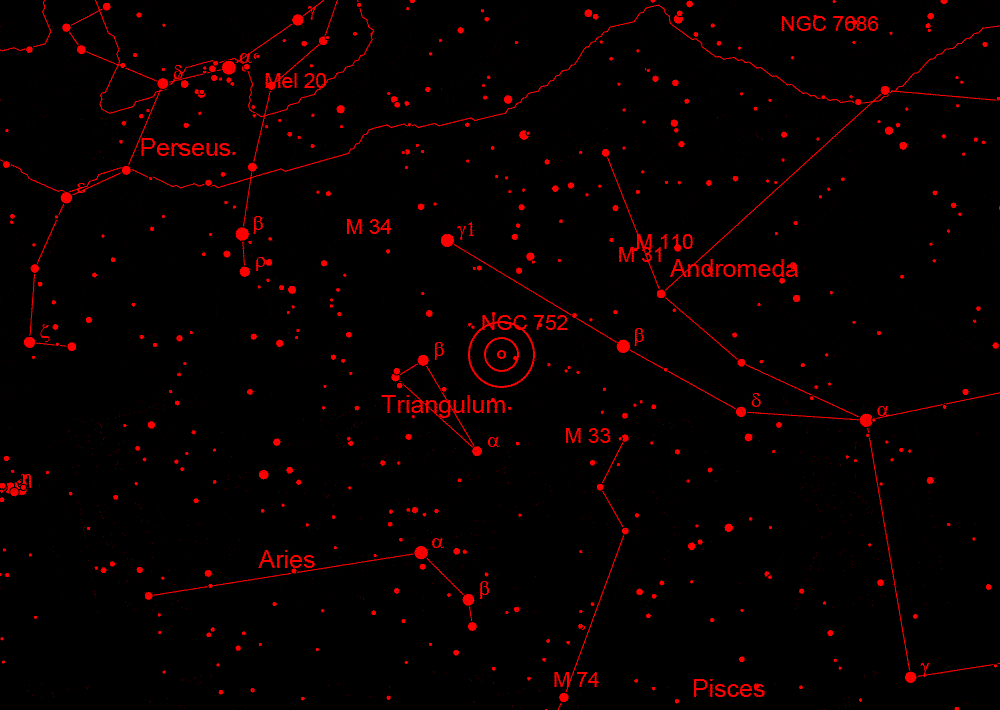 NGC 7686
γ
α
δ
Mel 20
Perseus
ε
β
M 34
γ1
M 110
M 31
ρ
Andromeda
NGC 752
ζ
β
β
Triangulum
δ
α
M 33
α
η
α
Aries
β
γ
M 74
Pisces